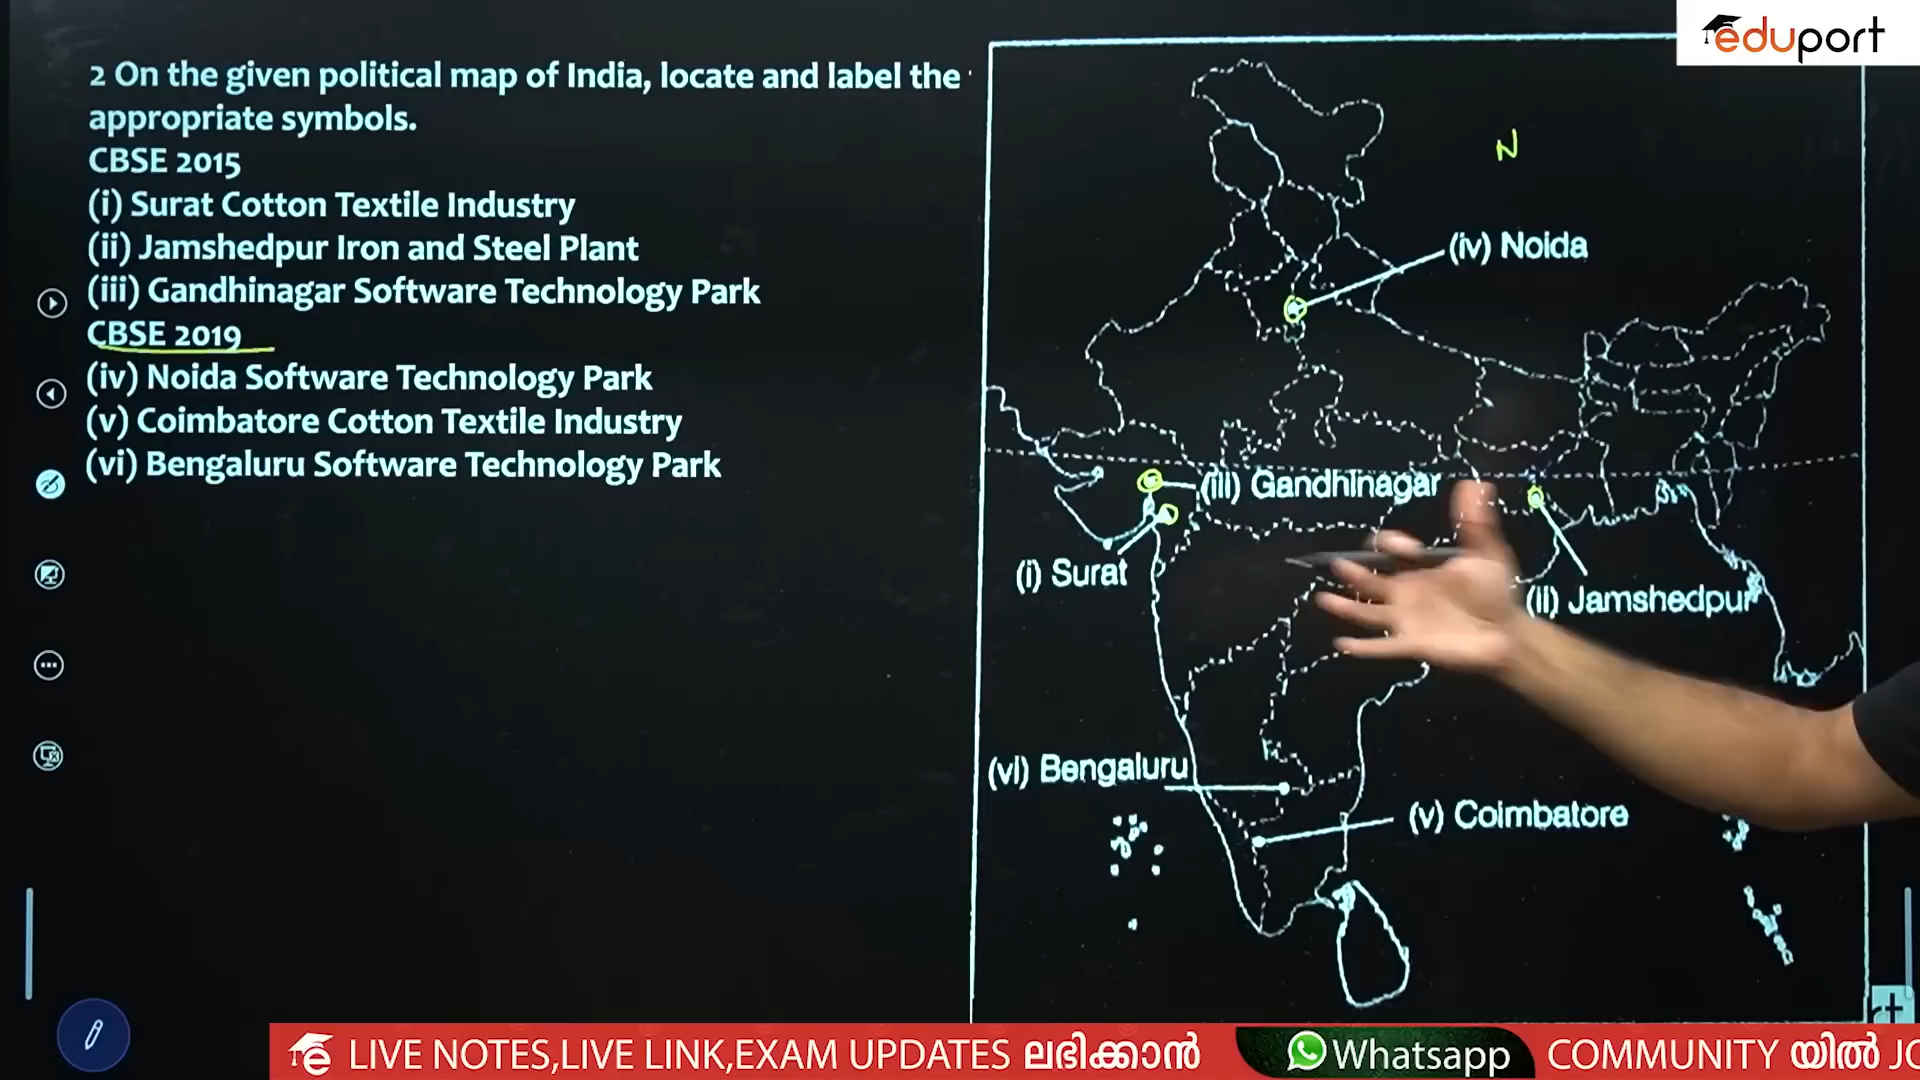 eduport
2 On the given political map of India, locate and label the
appropriate symbols.
CBSE 2015
(i) Surat Cotton Textile Industry
(ii) Jamshedpur Iron and Steel Plant
(iii) Gandhinagar Software Technology Park
CBSE 2019
(iv) Noida Software Technology Park
(v) Coimbatore Cotton Textile Industry
(vi) Bengaluru Software Technology Park
N
(iv) Noida
(iii) Gandhinagar
(i) Surat
(ii) Jamshedpur
(vi) Bengaluru
(v) Coimbatore
LIVE NOTES,LIVE LINK,EXAM UPDATES ലഭിക്കാൻ Whatsapp COMMUNITY യിൽ JO